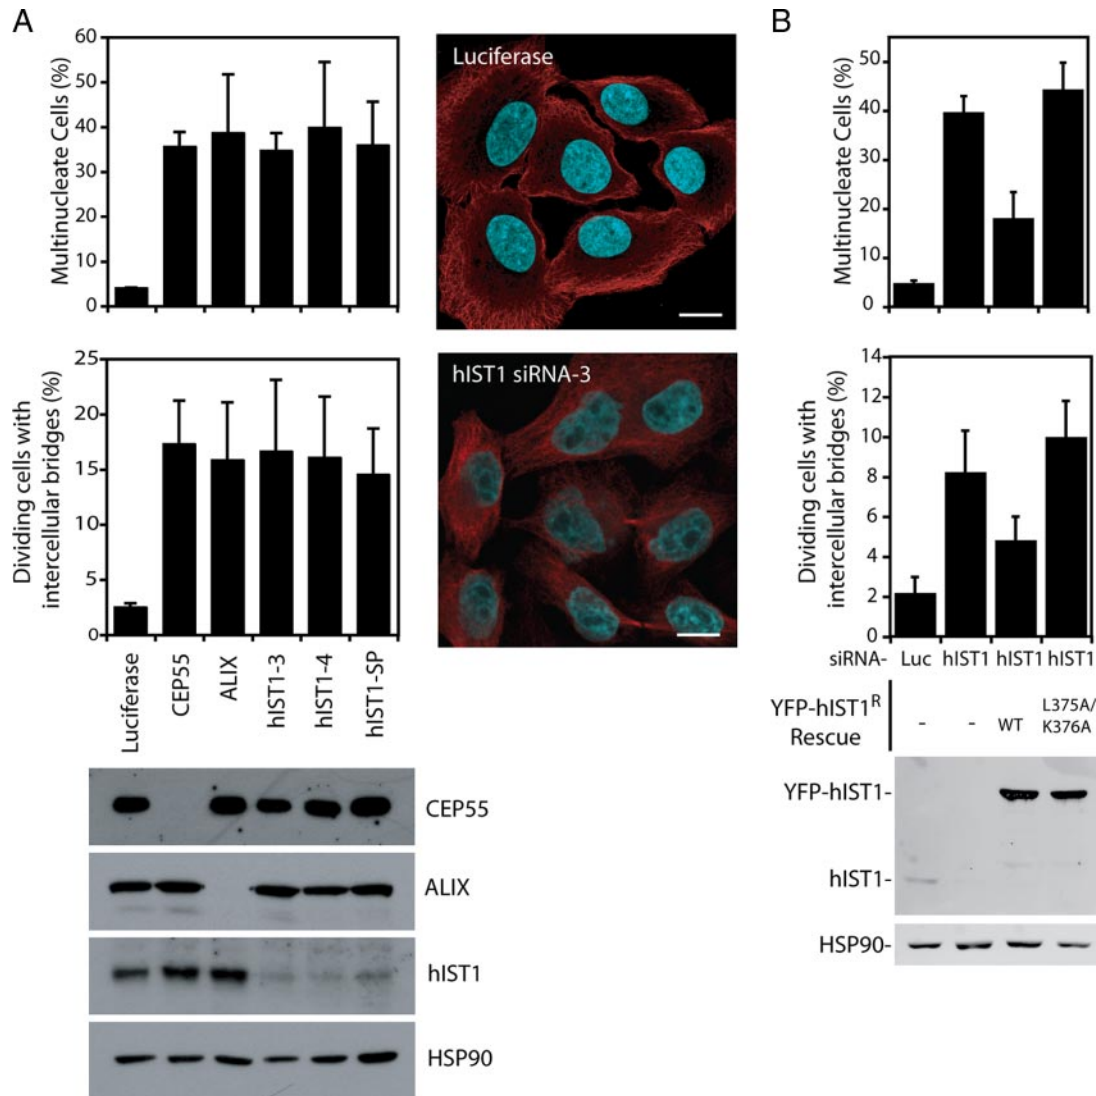 A
60
50
40
30
20
10
0
Multinucleate Cells (%)
Luciferase
25
20
15
10
5
0
Dividing cells with
intercellular bridges (%)
hIST1 siRNA-3
Luciferase
CEP55
ALIX
hIST1-3
hIST1-4
hIST1-SP
CEP55
ALIX
hIST1
HSP90
B
50
40
30
20
10
0
Multinucleate Cells (%)
14
12
10
8
6
4
2
0
Dividing cells with
intercellular bridges (%)
siRNA- Luc hIST1 hIST1 hIST1
YFP-hIST1R
Rescue
- - WT L375A/
K376A
YFP-hIST1-
hIST1-
HSP90-